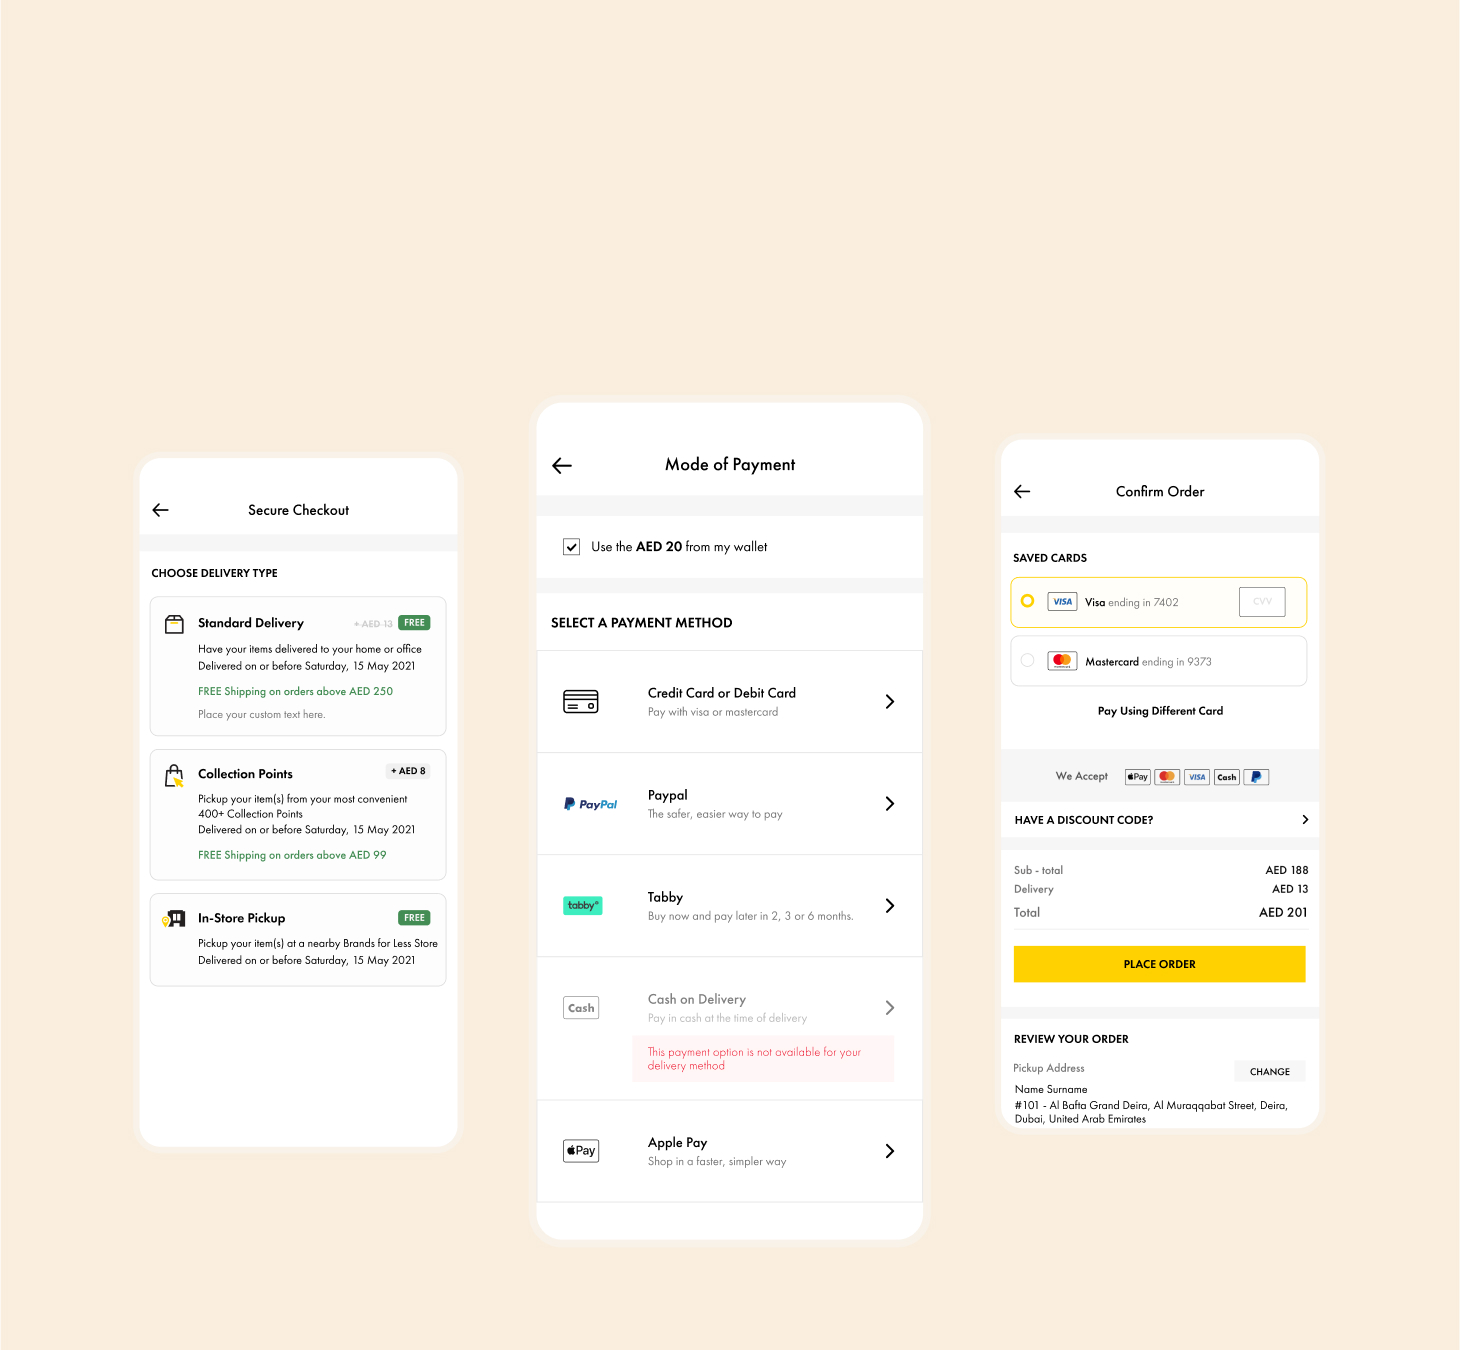 Secure Checkout
CHOOSE DELIVERY TYPE
Standard Delivery + AED 13 FREE
Have your items delivered to your home or office
Delivered on or before Saturday, 15 May 2021
FREE Shipping on orders above AED 250
Place your custom text here.
Collection Points + AED 8
Pickup your item(s) from your most convenient
400+ Collection Points
Delivered on or before Saturday, 15 May 2021
FREE Shipping on orders above AED 99
In-Store Pickup FREE
Pickup your item(s) at a nearby Brands for Less Store
Delivered on or before Saturday, 15 May 2021
Mode of Payment
Use the AED 20 from my wallet
SELECT A PAYMENT METHOD
Credit Card or Debit Card
Pay with visa or mastercard
PayPal
Paypal
The safer, easier way to pay
tabby
Tabby
Buy now and pay later in 2, 3 or 6 months.
Cash
Cash on Delivery
Pay in cash at the time of delivery
This payment option is not available for your
delivery method
Pay
Apple Pay
Shop in a faster, simpler way
Confirm Order
SAVED CARDS
VISA Visa ending in 7402 CVV
Mastercard ending in 9373
Pay Using Different Card
We Accept Pay VISA Cash
HAVE A DISCOUNT CODE?
Sub - total AED 188
Delivery AED 13
Total AED 201
PLACE ORDER
REVIEW YOUR ORDER
Pickup Address CHANGE
Name Surname
#101 - Al Bafta Grand Deira, Al Muraqqabat Street, Deira,
Dubai, United Arab Emirates